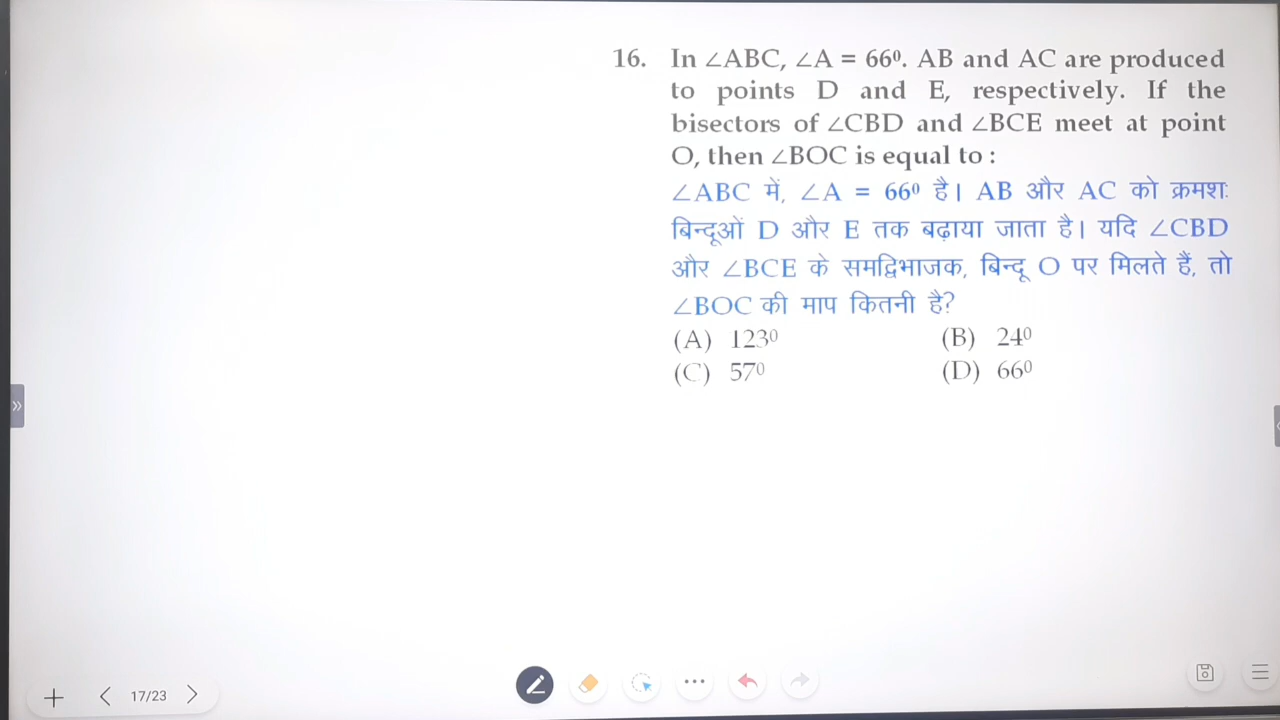 16. In ∠ABC, ∠A = 66⁰. AB and AC are produced
to points D and E, respectively. If the
bisectors of ∠CBD and ∠BCE meet at point
O, then ∠BOC is equal to :
∠ABC में, ∠A = 66⁰ है। AB और AC को क्रमशः
बिन्दूओं D और E तक बढ़ाया जाता है। यदि ∠CBD
और ∠BCE के समद्विभाजक, बिन्दू O पर मिलते हैं, तो
∠BOC की माप कितनी है?
(A) 123⁰ (B) 24⁰
(C) 57⁰ (D) 66⁰
17/23